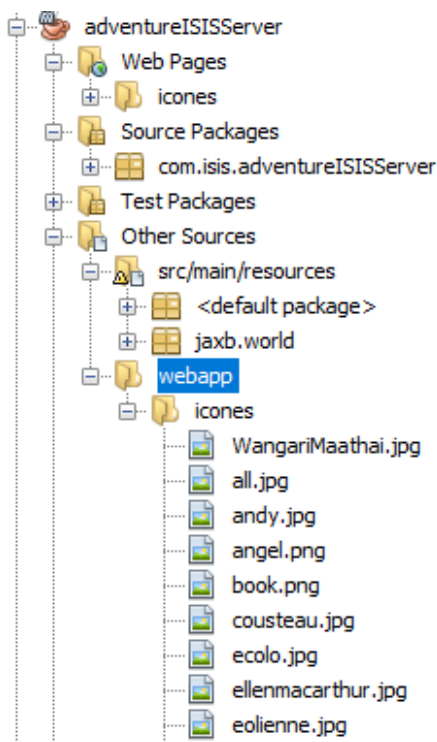 adventureISISServer
Web Pages
icones
Source Packages
com.isis.adventureISISServer
Test Packages
Other Sources
src/main/resources
<default package>
jaxb.world
webapp
icones
WangariMaathai.jpg
all.jpg
andy.jpg
angel.png
book.png
cousteau.jpg
ecolo.jpg
ellenmacarthur.jpg
eolienne.jpg